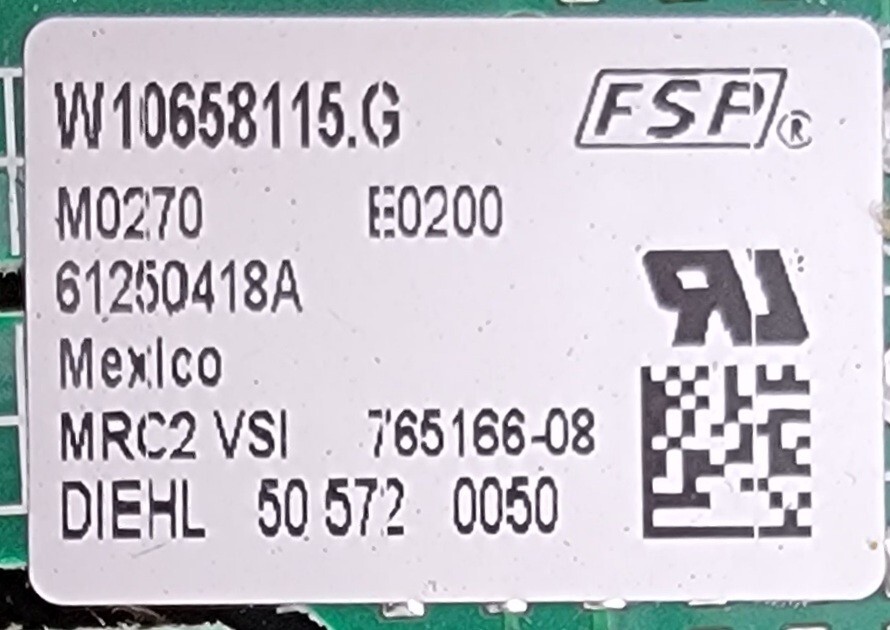 W10658115.G FSP®
M0270 E0200
61250418A
Mexico
MRC2 VSI 765166-08
DIEHL 50 572 0050